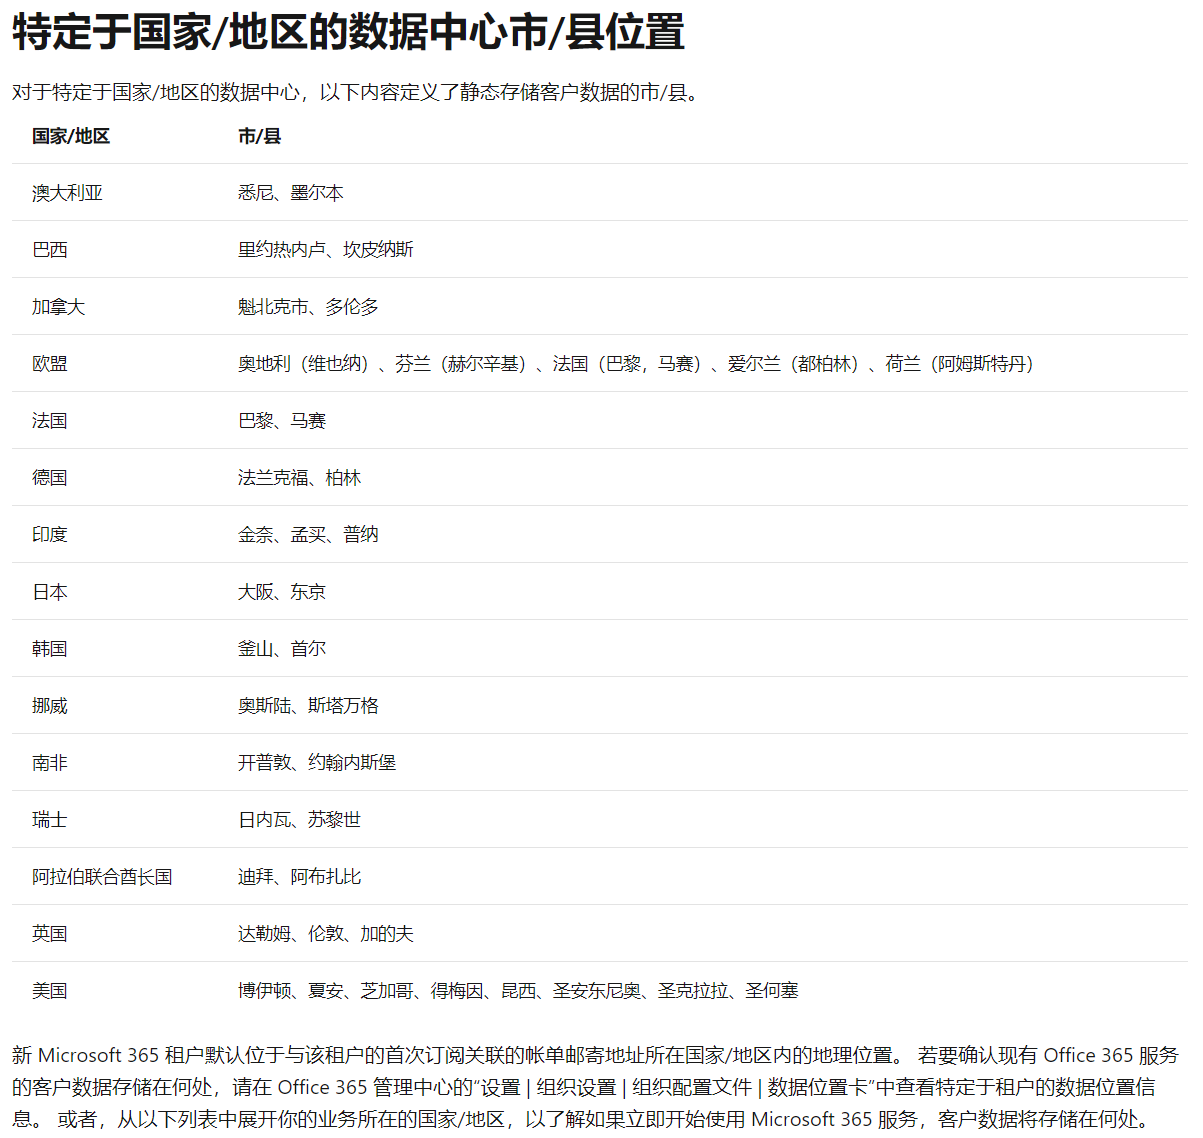 特定于国家/地区的数据中心市/县位置
对于特定于国家/地区的数据中心，以下内容定义了静态存储客户数据的市/县。
国家/地区 市/县
澳大利亚 悉尼、墨尔本
巴西 里约热内卢、坎皮纳斯
加拿大 魁北克市、多伦多
欧盟 奥地利（维也纳）、芬兰（赫尔辛基）、法国（巴黎，马赛）、爱尔兰（都柏林）、荷兰（阿姆斯特丹）
法国 巴黎、马赛
德国 法兰克福、柏林
印度 金奈、孟买、普纳
日本 大阪、东京
韩国 釜山、首尔
挪威 奥斯陆、斯塔万格
南非 开普敦、约翰内斯堡
瑞士 日内瓦、苏黎世
阿拉伯联合酋长国 迪拜、阿布扎比
英国 达勒姆、伦敦、加的夫
美国 博伊顿、夏安、芝加哥、得梅因、昆西、圣安东尼奥、圣克拉拉、圣何塞
新 Microsoft 365 租户默认位于与该租户的首次订阅关联的帐单邮寄地址所在国家/地区内的地理位置。 若要确认现有 Office 365 服务
的客户数据存储在何处，请在 Office 365 管理中心的“设置 | 组织设置 | 组织配置文件 | 数据位置卡”中查看特定于租户的数据位置信
息。 或者，从以下列表中展开你的业务所在的国家/地区，以了解如果立即开始使用 Microsoft 365 服务，客户数据将存储在何处。